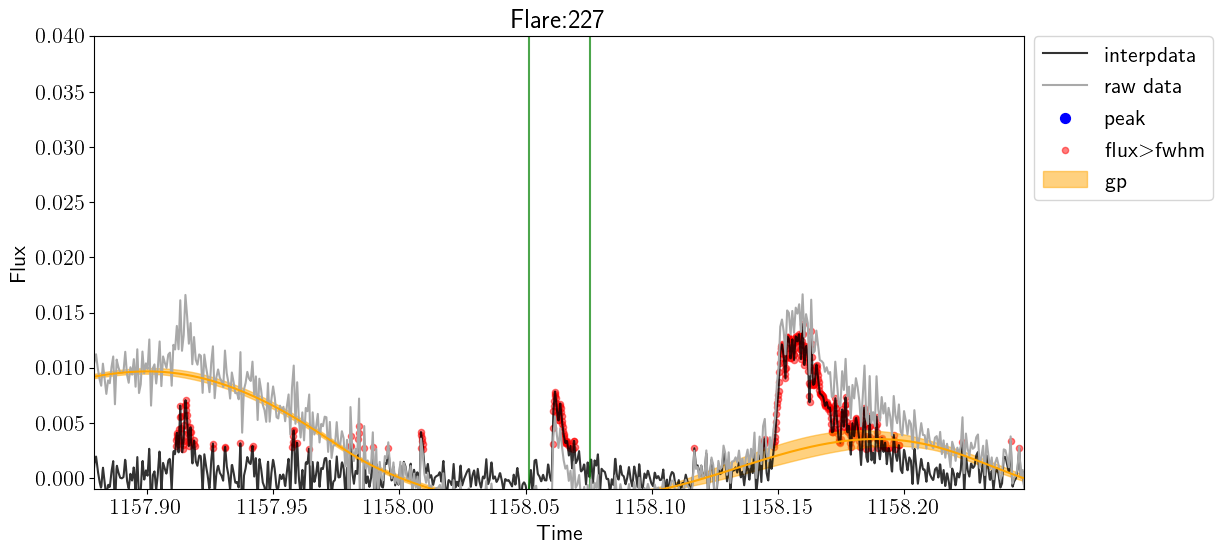 Flare:227
0.040
0.035
0.030
0.025
0.020
0.015
0.010
0.005
0.000
Flux
1157.90 1157.95 1158.00 1158.05 1158.10 1158.15 1158.20
Time
interpdata
raw data
peak
flux>fwhm
gp